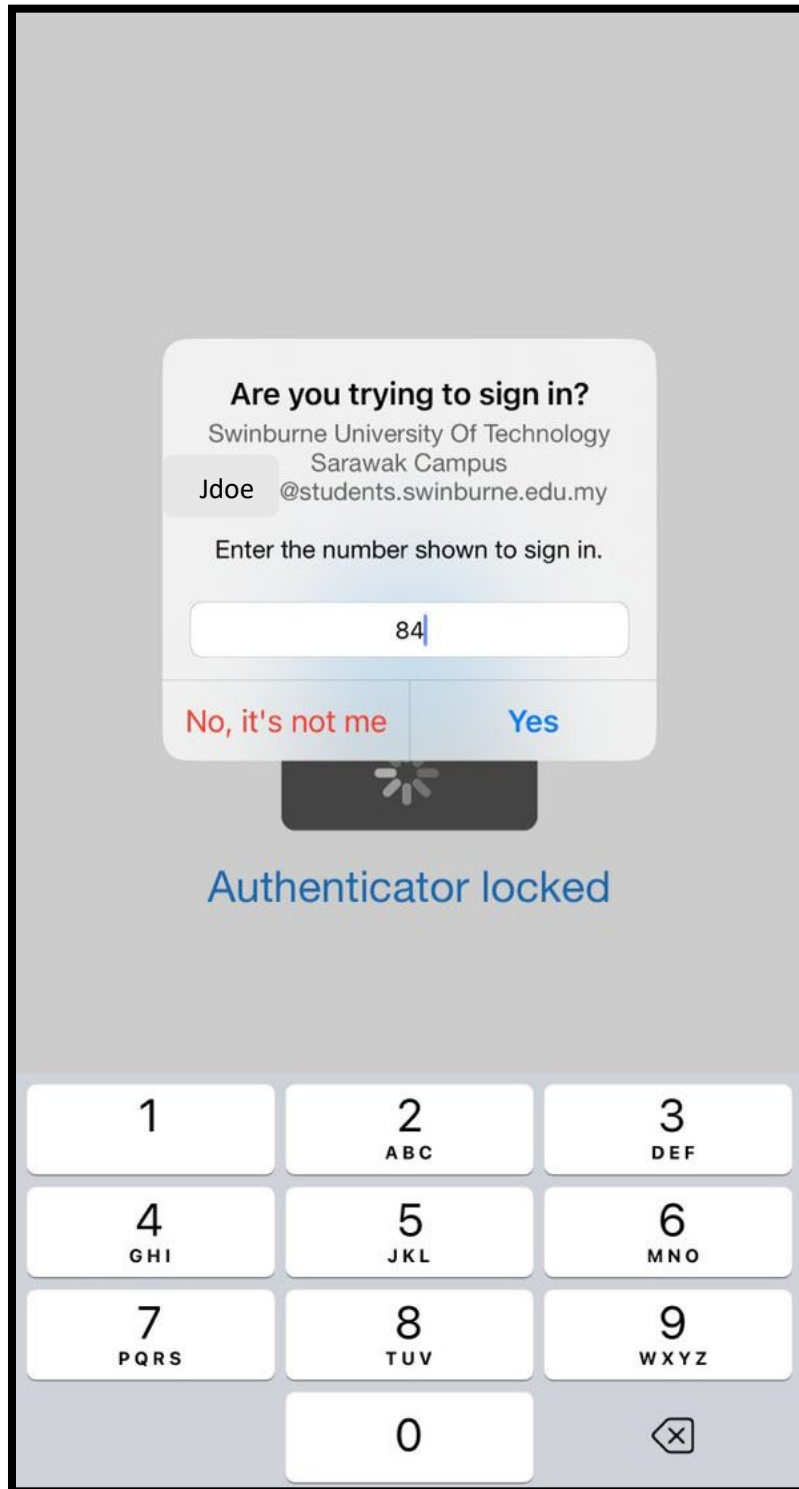 Are you trying to sign in?
Swinburne University Of Technology
Sarawak Campus
Jdoe @students.swinburne.edu.my
Enter the number shown to sign in.
84
No, it's not me Yes
Authenticator locked
1 2 3
ABC DEF
4 5 6
GHI JKL MNO
7 8 9
PQRS TUV WXYZ
0